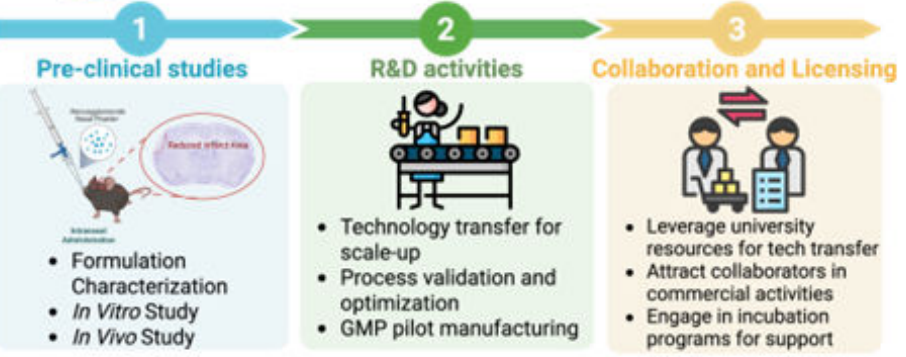 1
2
3
Pre-clinical studies
R&D activities
Collaboration and Licensing
Reduced Infarct Area
Intranasal
Administration
• Formulation
Characterization
• In Vitro Study
• In Vivo Study
• Technology transfer for
scale-up
• Process validation and
optimization
• GMP pilot manufacturing
• Leverage university
resources for tech transfer
• Attract collaborators in
commercial activities
• Engage in incubation
programs for support